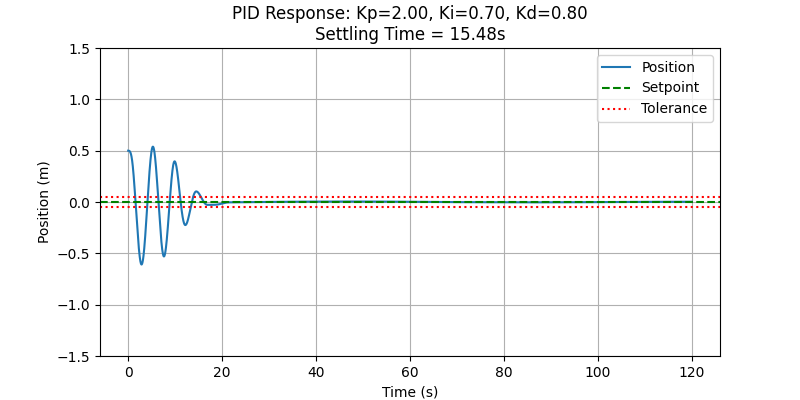 PID Response: Kp=2.00, Ki=0.70, Kd=0.80
Settling Time = 15.48s
1.5
1.0
0.5
0.0
−0.5
−1.0
−1.5
Position (m)
Position
Setpoint
Tolerance
0
20
40
60
80
100
120
Time (s)